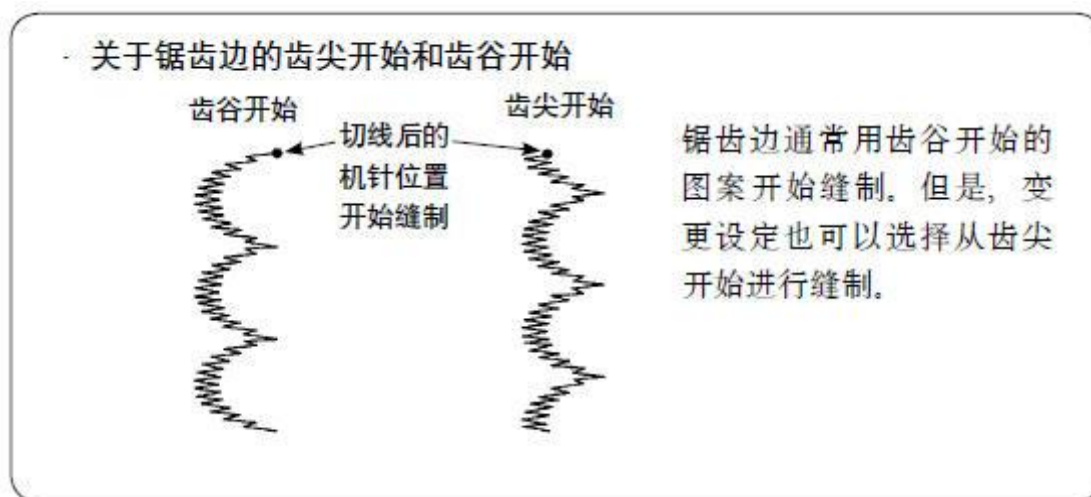 · 关于锯齿边的齿尖开始和齿谷开始
齿谷开始
齿尖开始
切线后的
机针位置
开始缝制
锯齿边通常用齿谷开始的
图案开始缝制。但是，变
更设定也可以选择从齿尖
开始进行缝制。